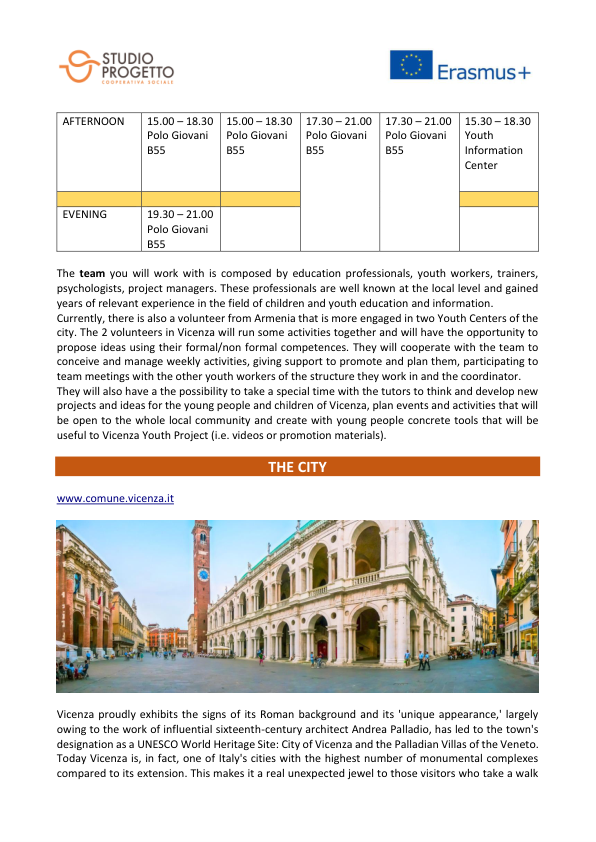 STUDIO
PROGETTO
COOPERATIVA SOCIALE
Erasmus+
AFTERNOON
15.00 – 18.30
Polo Giovani
B55
15.00 – 18.30
Polo Giovani
B55
17.30 – 21.00
Polo Giovani
B55
17.30 – 21.00
Polo Giovani
B55
15.30 – 18.30
Youth
Information
Center
EVENING
19.30 – 21.00
Polo Giovani
B55
The team you will work with is composed by education professionals, youth workers, trainers,
psychologists, project managers. These professionals are well known at the local level and gained
years of relevant experience in the field of children and youth education and information.
Currently, there is also a volunteer from Armenia that is more engaged in two Youth Centers of the
city. The 2 volunteers in Vicenza will run some activities together and will have the opportunity to
propose ideas using their formal/non formal competences. They will cooperate with the team to
conceive and manage weekly activities, giving support to promote and plan them, participating to
team meetings with the other youth workers of the structure they work in and the coordinator.
They will also have a the possibility to take a special time with the tutors to think and develop new
projects and ideas for the young people and children of Vicenza, plan events and activities that will
be open to the whole local community and create with young people concrete tools that will be
useful to Vicenza Youth Project (i.e. videos or promotion materials).
THE CITY
www.comune.vicenza.it
Vicenza proudly exhibits the signs of its Roman background and its 'unique appearance,' largely
owing to the work of influential sixteenth-century architect Andrea Palladio, has led to the town's
designation as a UNESCO World Heritage Site: City of Vicenza and the Palladian Villas of the Veneto.
Today Vicenza is, in fact, one of Italy's cities with the highest number of monumental complexes
compared to its extension. This makes it a real unexpected jewel to those visitors who take a walk